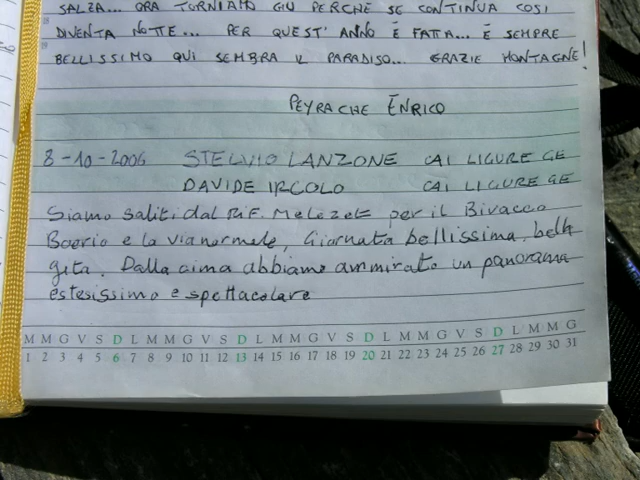 SALZA... ORA TORNIAMO GIÙ PERCHÈ SE CONTINUA COSÌ
DIVENTA NOTTE... PER QUEST' ANNO È FATTA... È SEMPRE
BELLISSIMO QUI SEMBRA IL PARADISO... GRAZIE MONTAGNE!
PEYRACHE ENRICO
8-10-2006 STELVIO LANZONE CAI LIGURE GE
DAVIDE IRCOLO CAI LIGURE GE
Siamo saliti dal Rif. Melezet per il Bivacco
Boerio e la via normale, Giornata bellissima, bella
gita. Dalla cima abbiamo ammirato un panorama
estesissimo e spettacolare
M M G V S D L M M G V S D L M M G V S D L M M G V S D L M M G
1 2 3 4 5 6 7 8 9 10 11 12 13 14 15 16 17 18 19 20 21 22 23 24 25 26 27 28 29 30 31